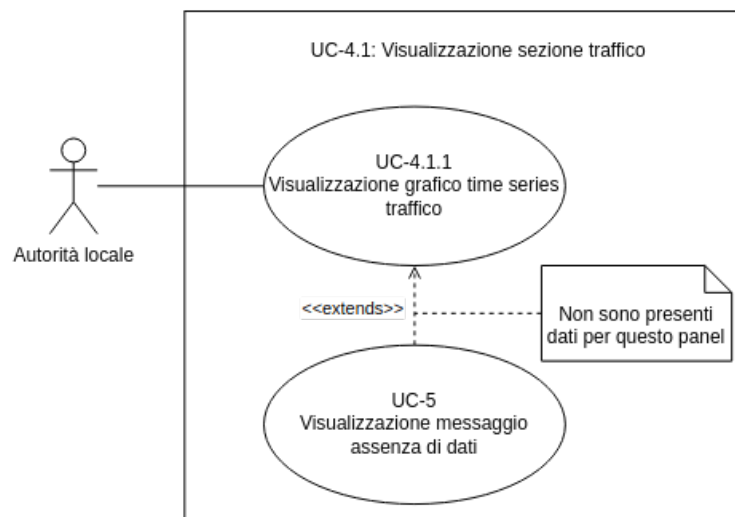 UC-4.1: Visualizzazione sezione traffico
UC-4.1.1
Visualizzazione grafico time series
traffico
Autorità locale
<<extends>>
Non sono presenti
dati per questo panel
UC-5
Visualizzazione messaggio
assenza di dati